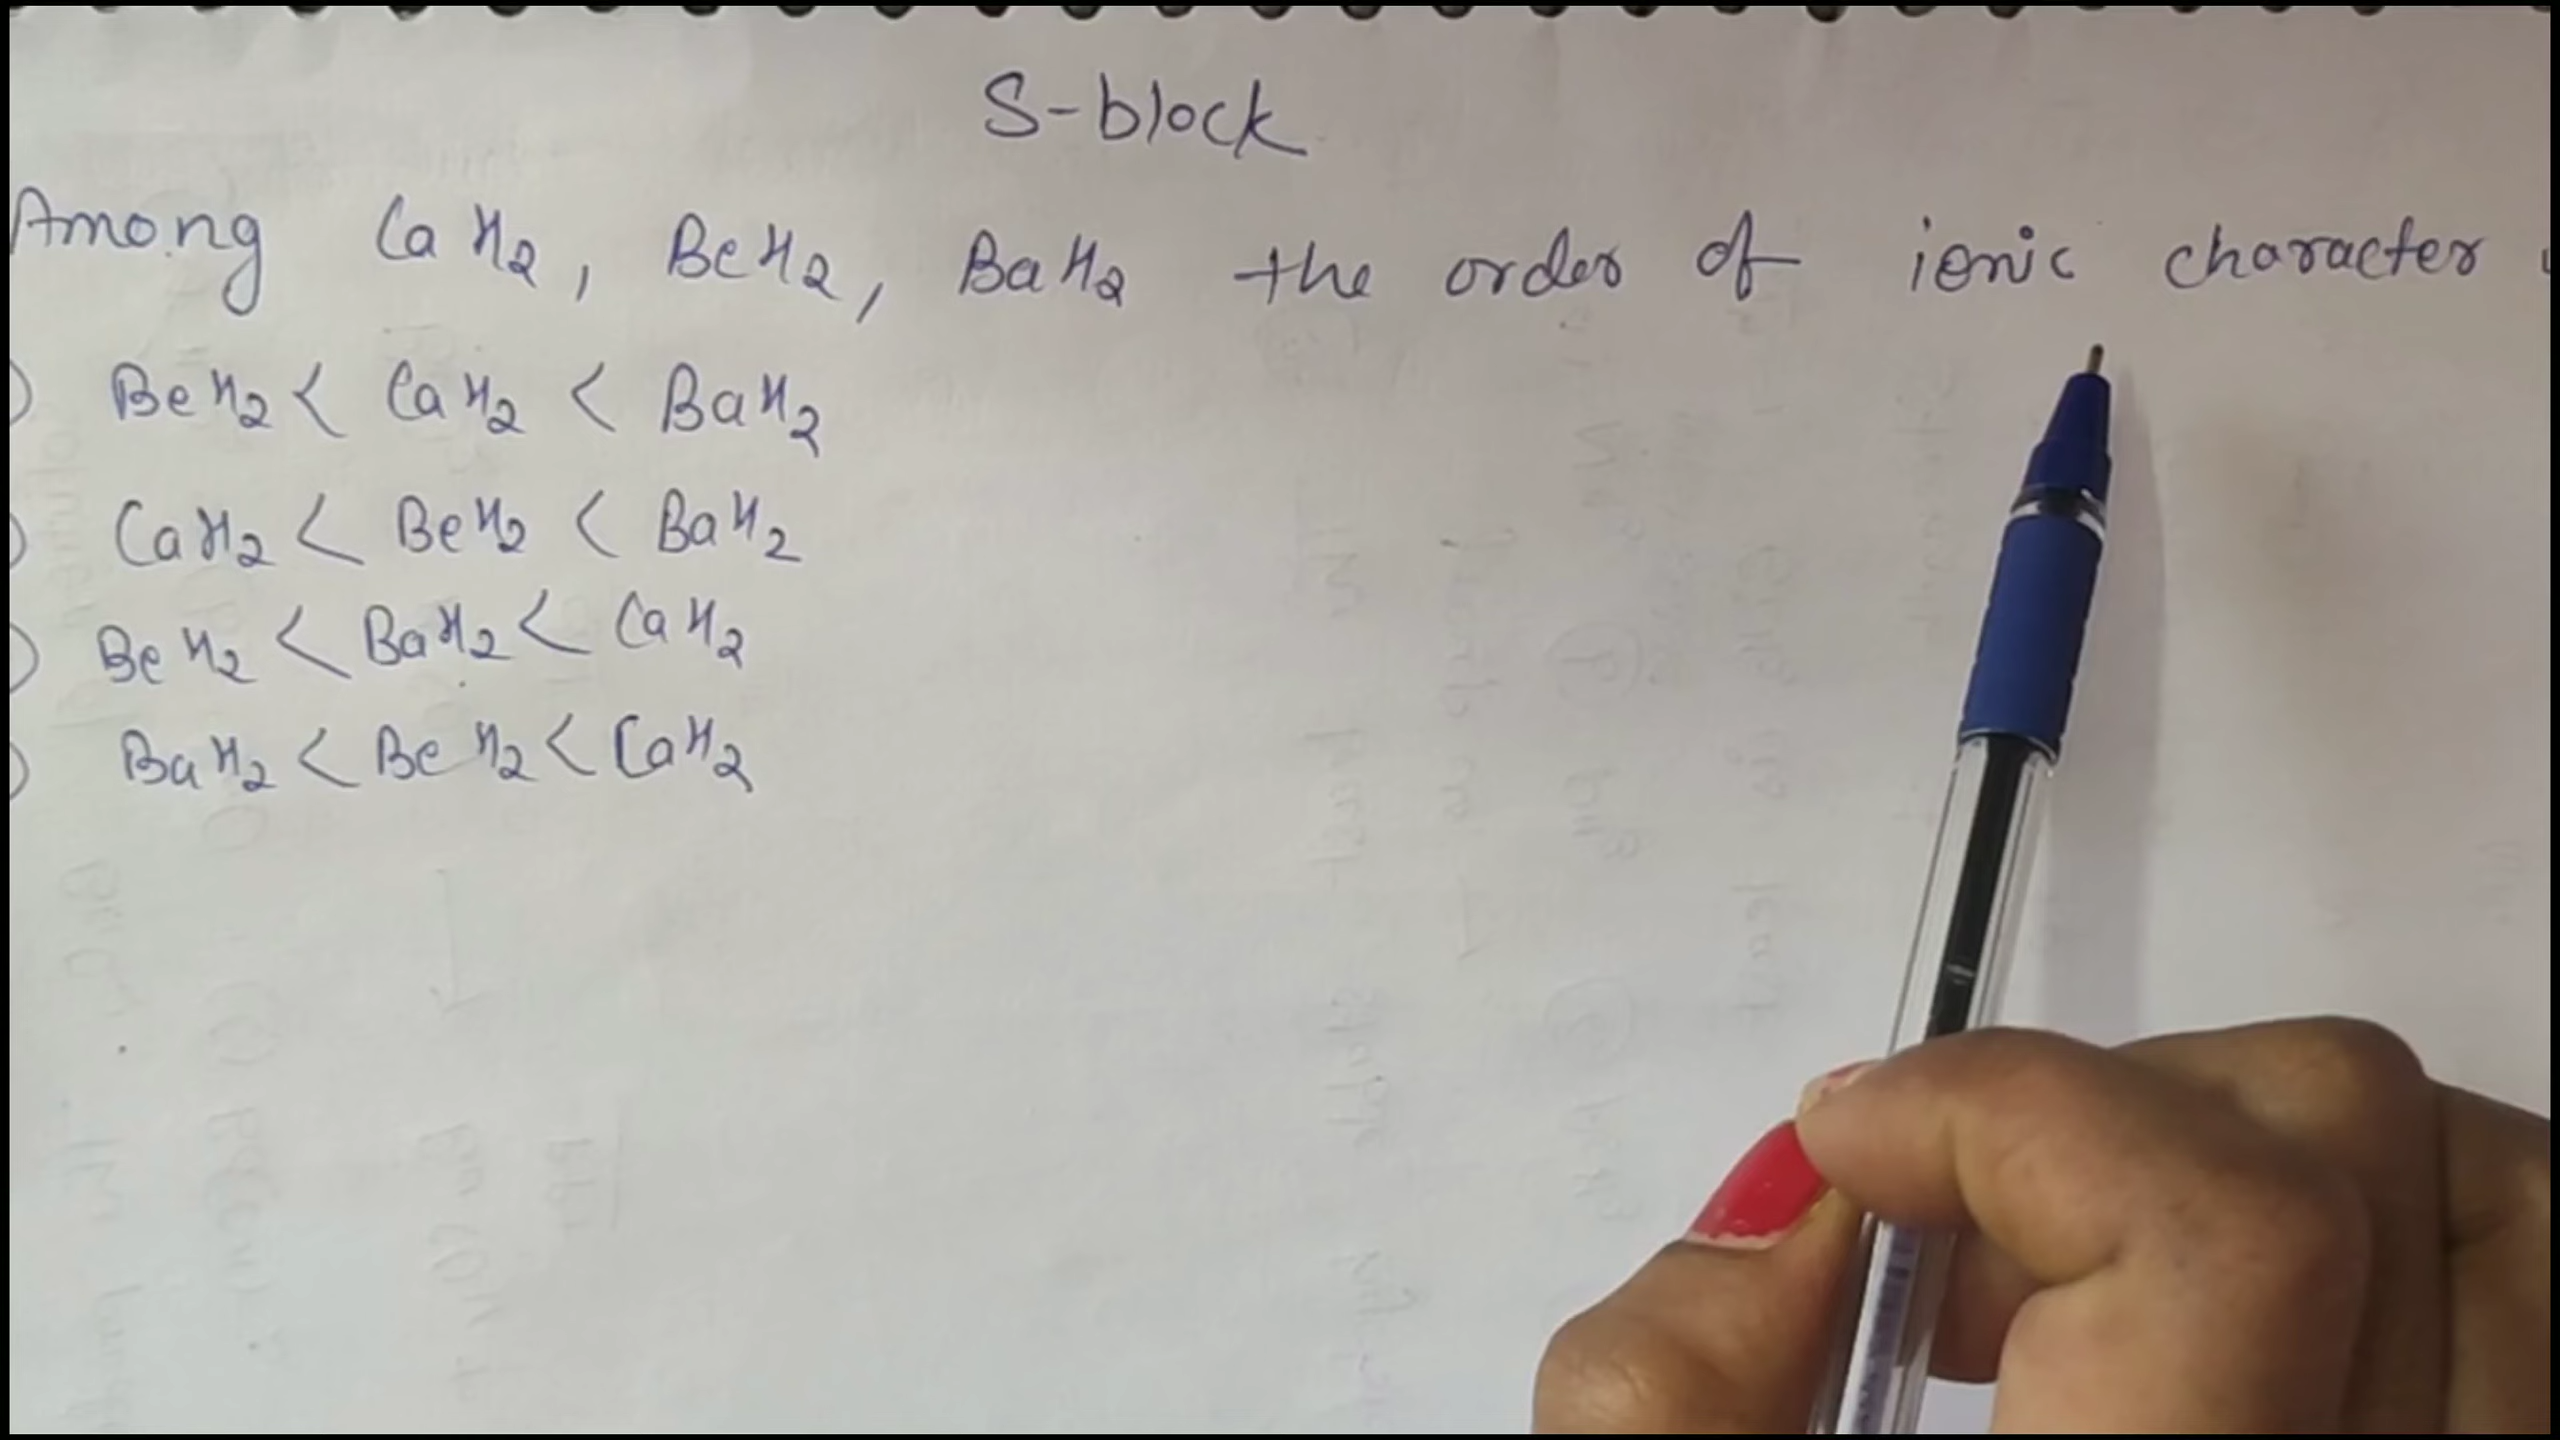 S-block
Among CaH2, BeH2, BaH2 the order of ionic character
) BeH2 < CaH2 < BaH2
) CaH2 < BeH2 < BaH2
) BeH2 < BaH2 < CaH2
) BaH2 < BeH2 < CaH2